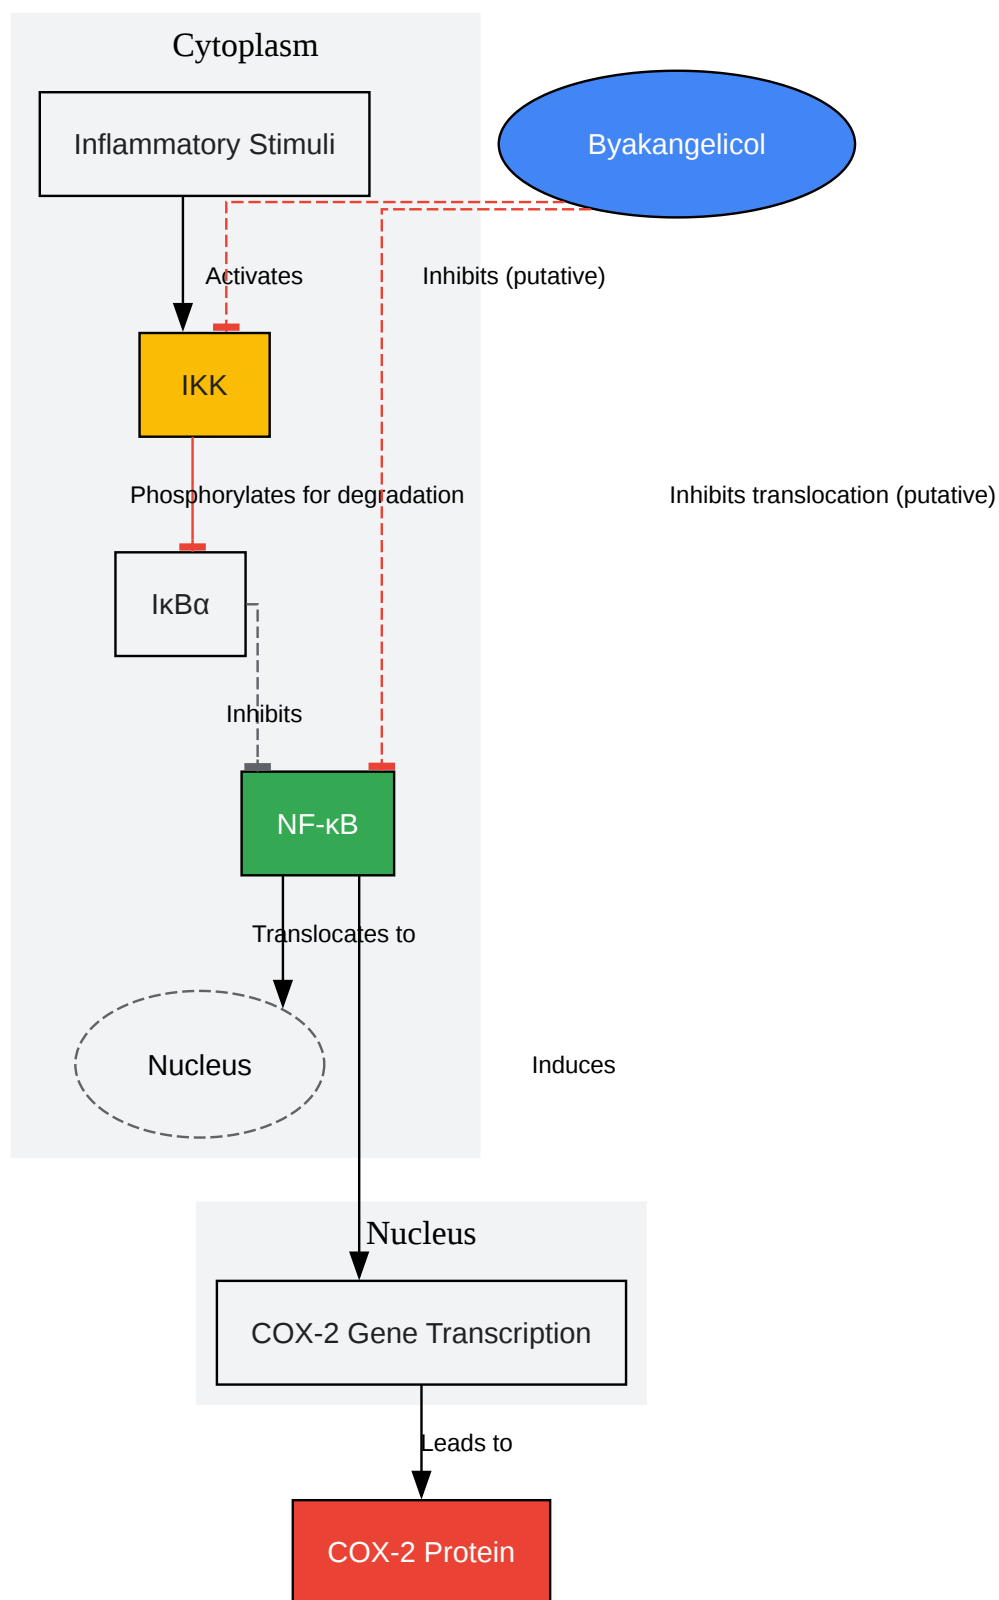 Cytoplasm
Inflammatory Stimuli
Byakangelicol
Activates
Inhibits (putative)
IKK
Phosphorylates for degradation
Inhibits translocation (putative)
IκBα
Inhibits
NF-κB
Translocates to
Nucleus
Induces
Nucleus
COX-2 Gene Transcription
Leads to
COX-2 Protein